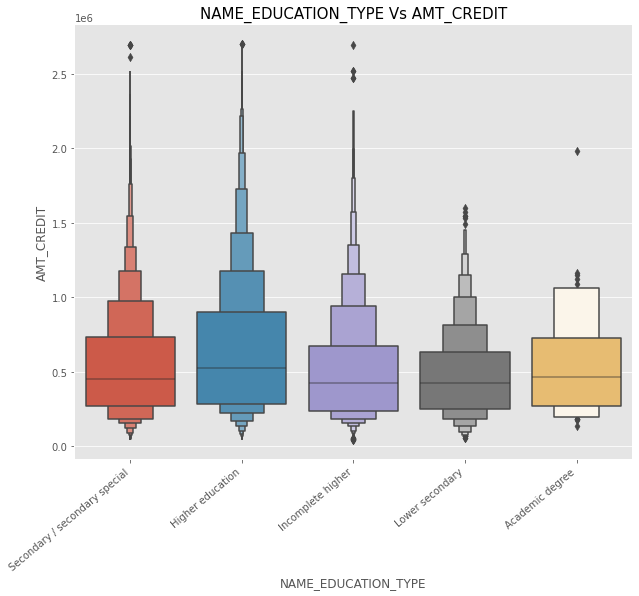 NAME_EDUCATION_TYPE Vs AMT_CREDIT
1e6
2.5
2.0
1.5
1.0
0.5
0.0
AMT_CREDIT
Secondary / secondary special
Higher education
Incomplete higher
Lower secondary
Academic degree
NAME_EDUCATION_TYPE